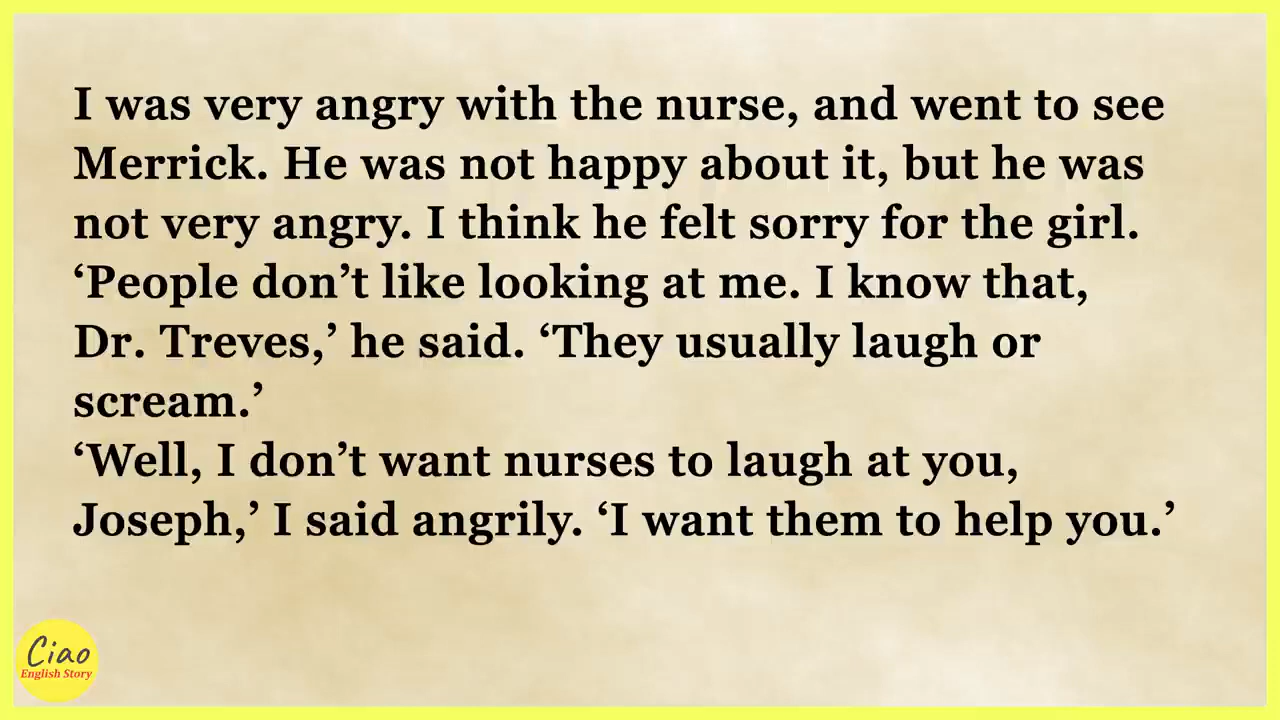 I was very angry with the nurse, and went to see
Merrick. He was not happy about it, but he was
not very angry. I think he felt sorry for the girl.
‘People don’t like looking at me. I know that,
Dr. Treves,’ he said. ‘They usually laugh or
scream.’
‘Well, I don’t want nurses to laugh at you,
Joseph,’ I said angrily. ‘I want them to help you.’
Ciao
English Story